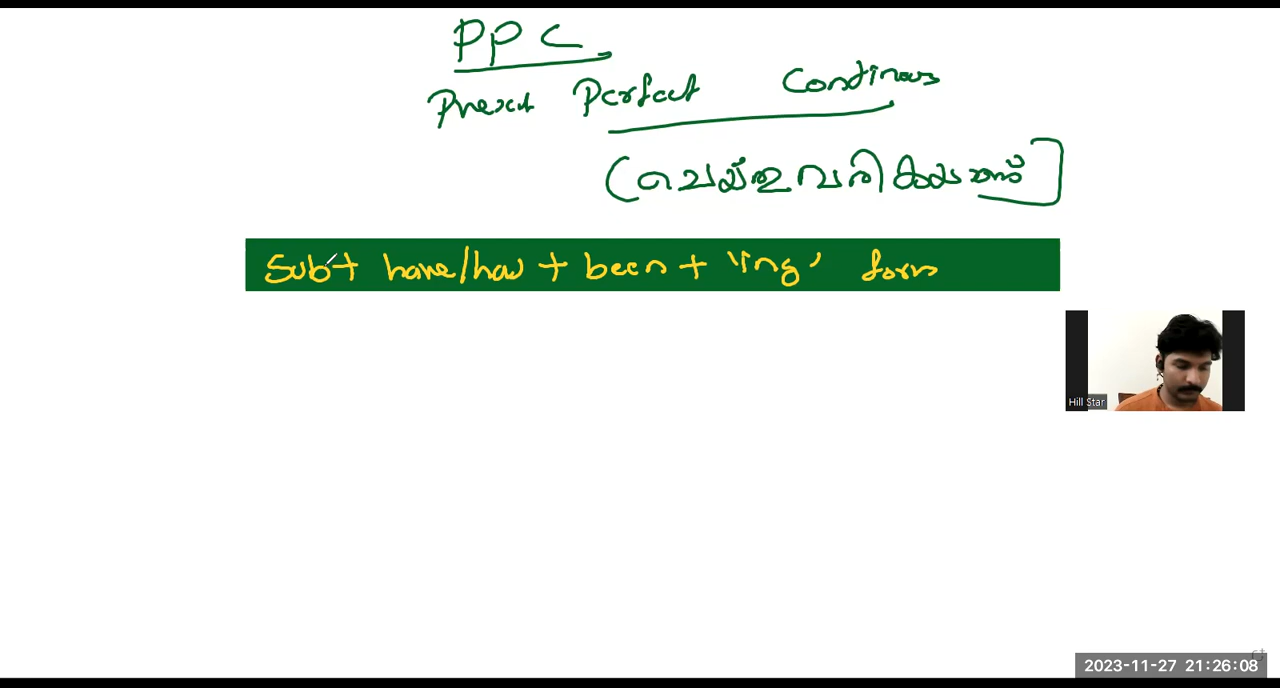 PPC
Present Perfect Continous
(ചെയ്തുവരികയാണ്]
Sub+ have/has + been + 'ing' form
Hill Star
2023-11-27 21:26:08